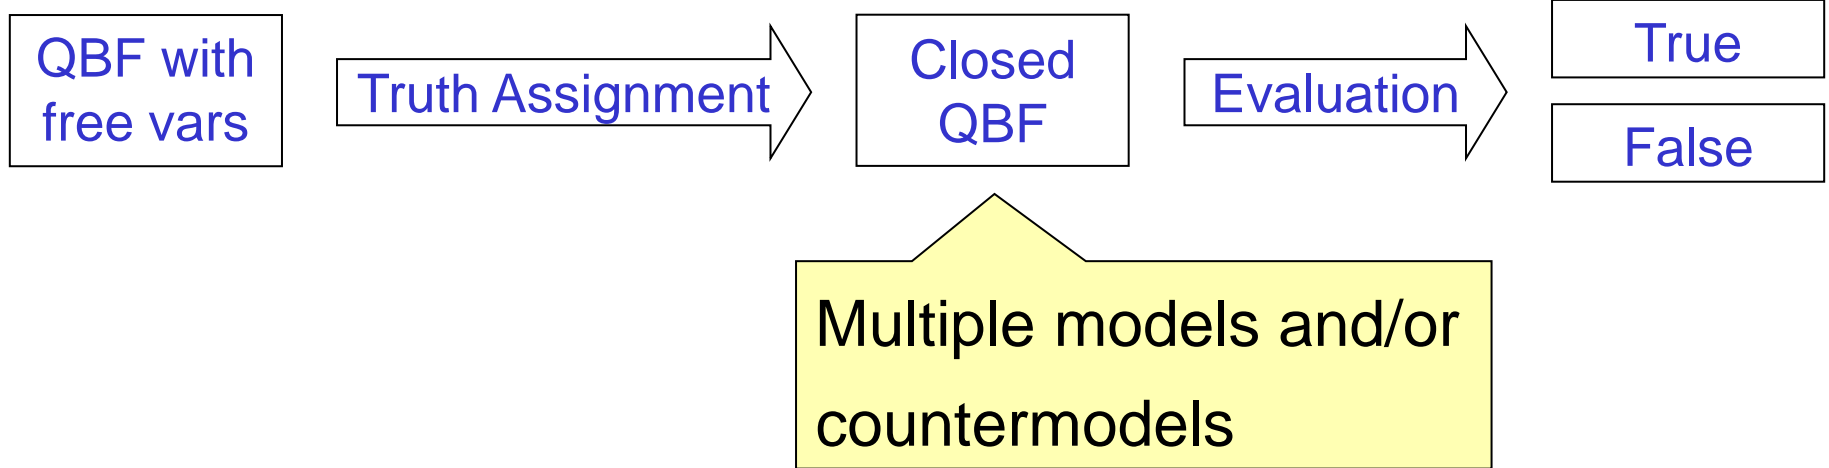 QBF with
free vars
Truth Assignment
Closed
QBF
Evaluation
True
False
Multiple models and/or
countermodels